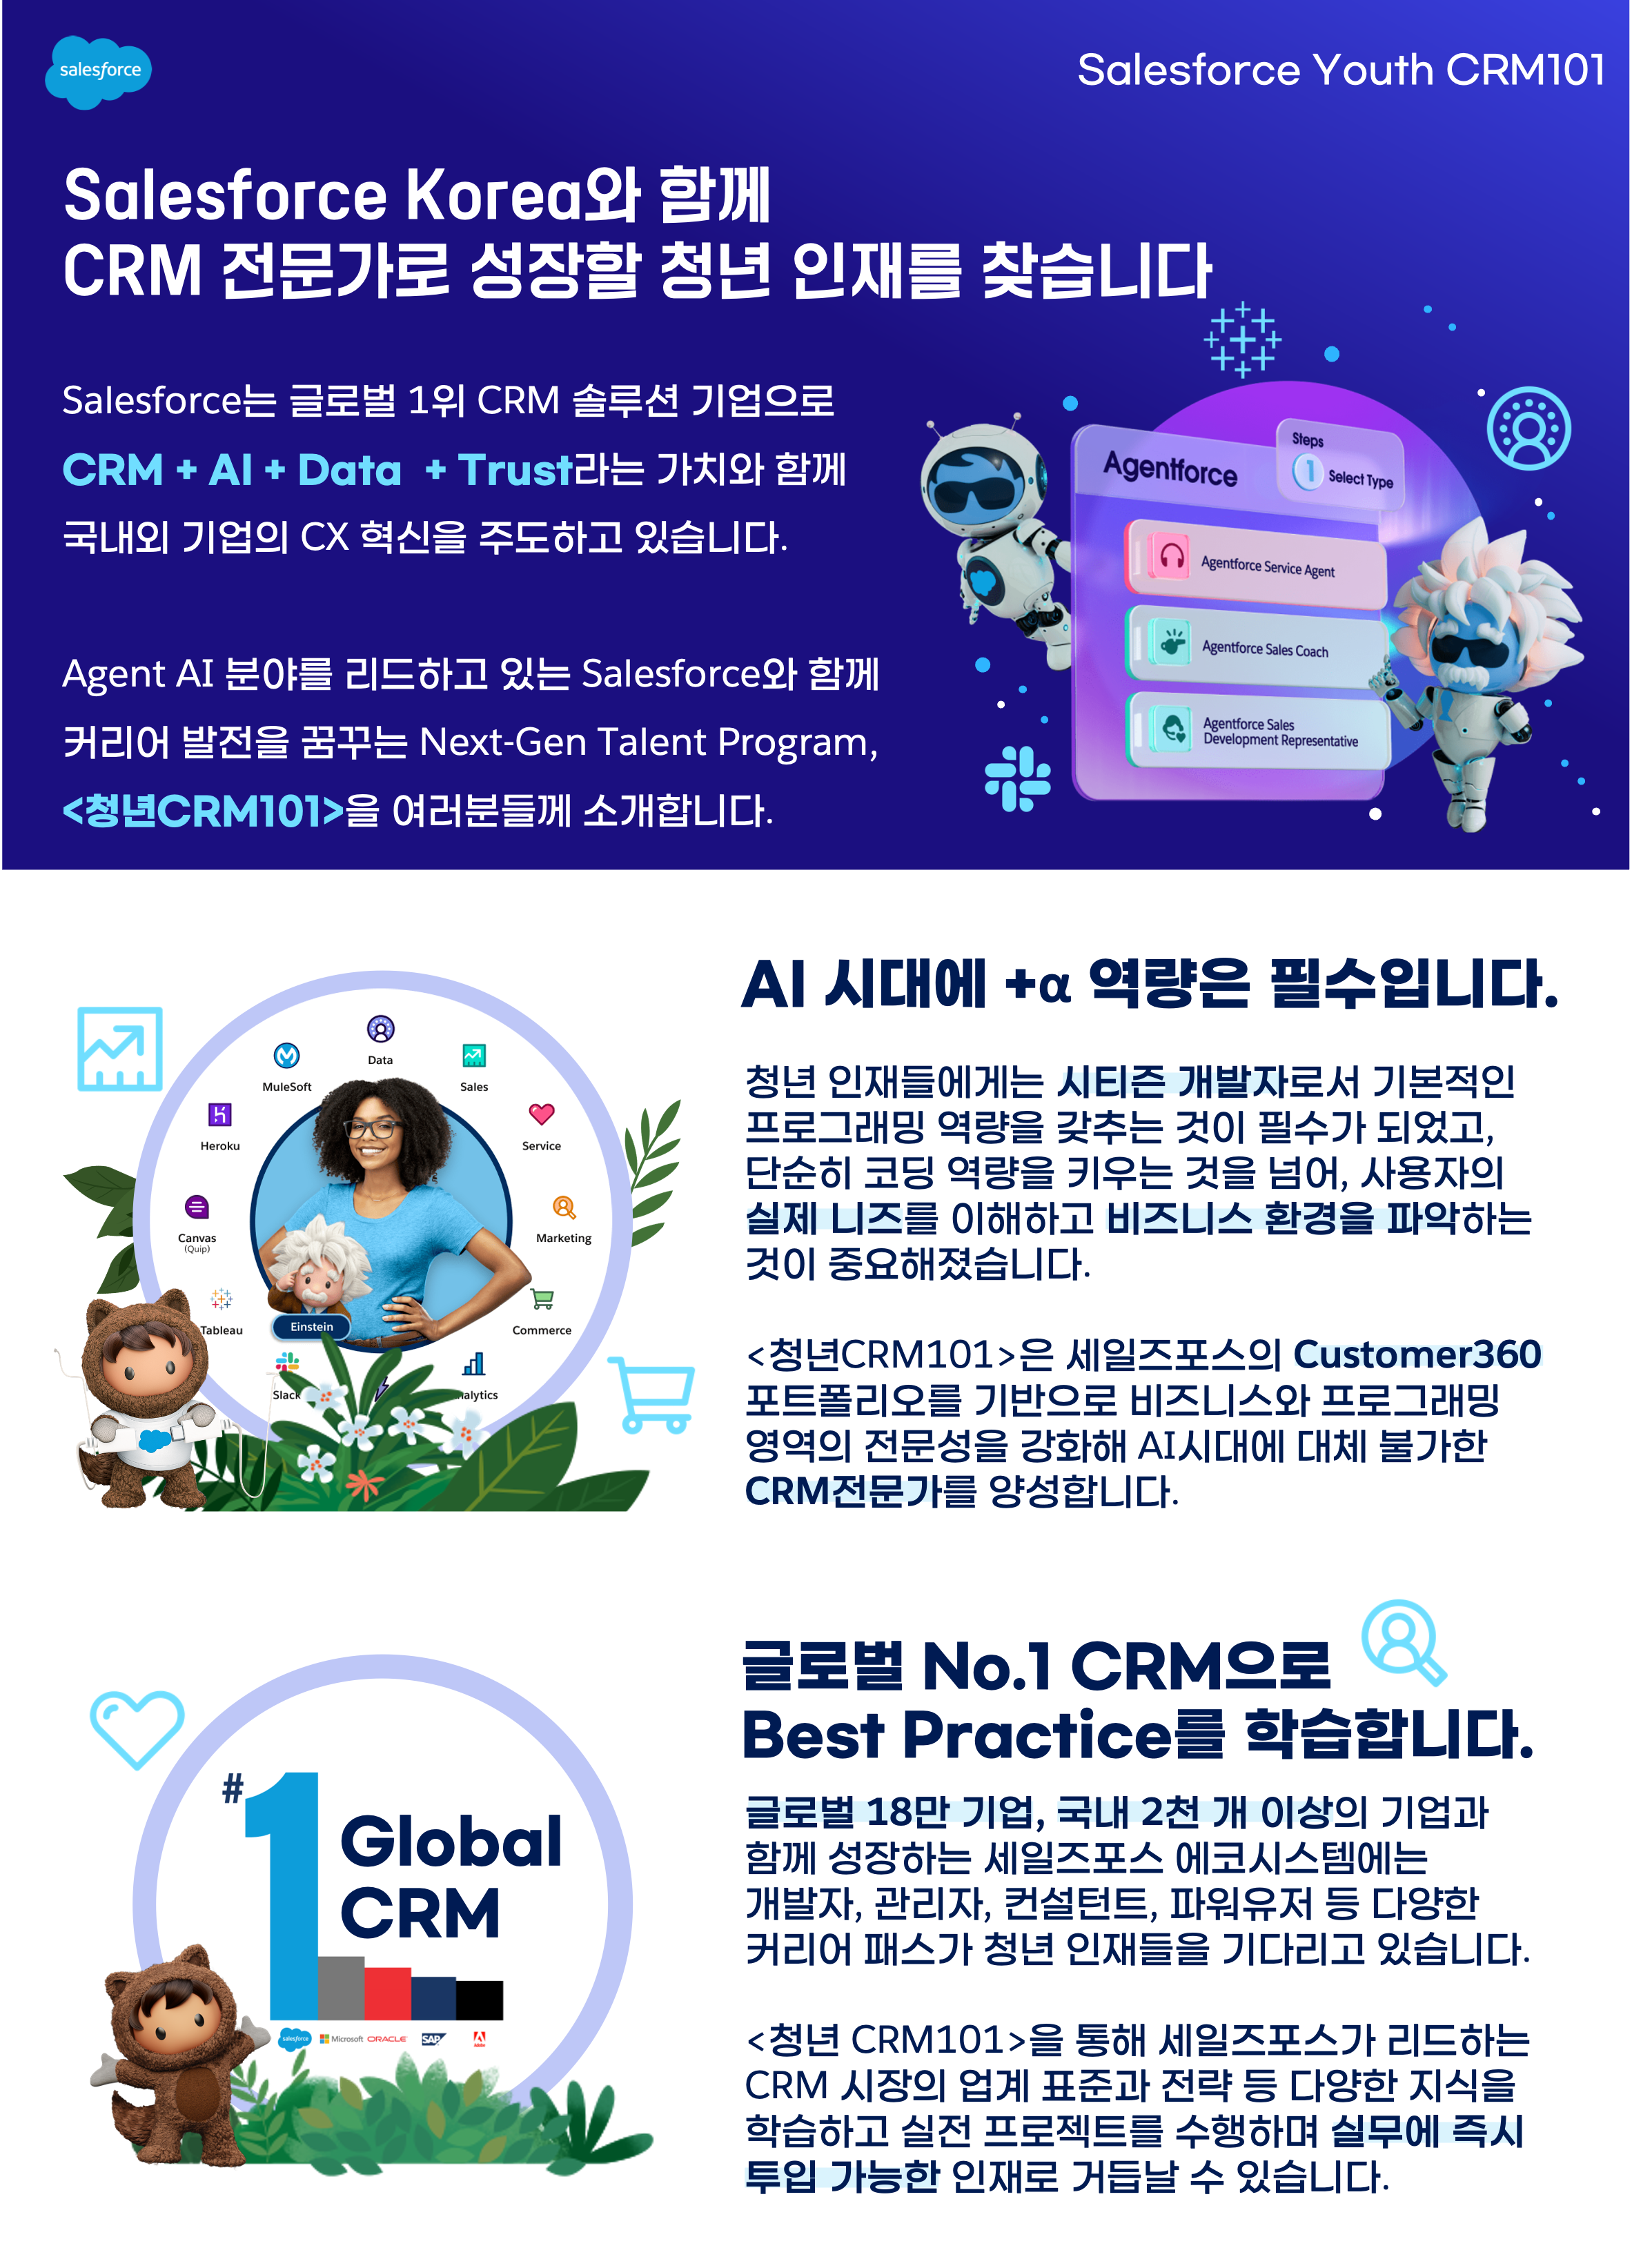 salesforce
Salesforce Youth CRM101
Salesforce Korea와 함께
CRM 전문가로 성장할 청년 인재를 찾습니다
Salesforce는 글로벌 1위 CRM 솔루션 기업으로
CRM + AI + Data + Trust라는 가치와 함께
국내외 기업의 CX 혁신을 주도하고 있습니다.
Agent AI 분야를 리드하고 있는 Salesforce와 함께
커리어 발전을 꿈꾸는 Next-Gen Talent Program,
<청년CRM101>을 여러분들께 소개합니다.
Agentforce
Steps
1 Select Type
Agentforce Service Agent
Agentforce Sales Coach
Agentforce Sales
Development Representative
AI 시대에 +α 역량은 필수입니다.
청년 인재들에게는 시티즌 개발자로서 기본적인
프로그래밍 역량을 갖추는 것이 필수가 되었고,
단순히 코딩 역량을 키우는 것을 넘어, 사용자의
실제 니즈를 이해하고 비즈니스 환경을 파악하는
것이 중요해졌습니다.
<청년CRM101>은 세일즈포스의 Customer360
포트폴리오를 기반으로 비즈니스와 프로그래밍
영역의 전문성을 강화해 AI시대에 대체 불가한
CRM전문가를 양성합니다.
Data
MuleSoft
Sales
Heroku
Service
Canvas
(Quip)
Marketing
Tableau
Einstein
Commerce
Slack
alytics
글로벌 No.1 CRM으로
Best Practice를 학습합니다.
글로벌 18만 기업, 국내 2천 개 이상의 기업과
함께 성장하는 세일즈포스 에코시스템에는
개발자, 관리자, 컨설턴트, 파워유저 등 다양한
커리어 패스가 청년 인재들을 기다리고 있습니다.
<청년 CRM101>을 통해 세일즈포스가 리드하는
CRM 시장의 업계 표준과 전략 등 다양한 지식을
학습하고 실전 프로젝트를 수행하며 실무에 즉시
투입 가능한 인재로 거듭날 수 있습니다.
#1
Global
CRM
salesforce
Microsoft
ORACLE
SAP
Adobe